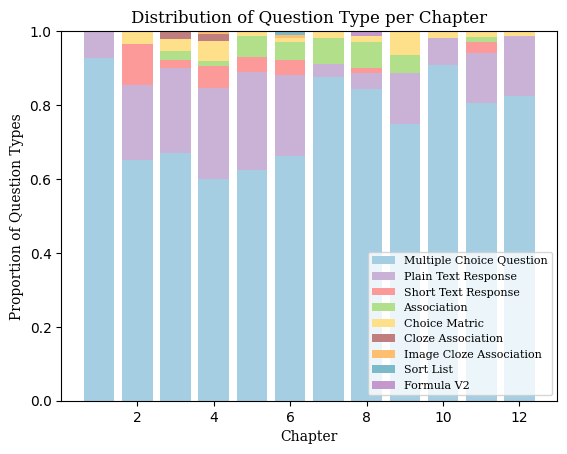 Distribution of Question Type per Chapter
Proportion of Question Types
1.0
0.8
0.6
0.4
0.2
0.0
Multiple Choice Question
Plain Text Response
Short Text Response
Association
Choice Matric
Cloze Association
Image Cloze Association
Sort List
Formula V2
2 4 6 8 10 12
Chapter